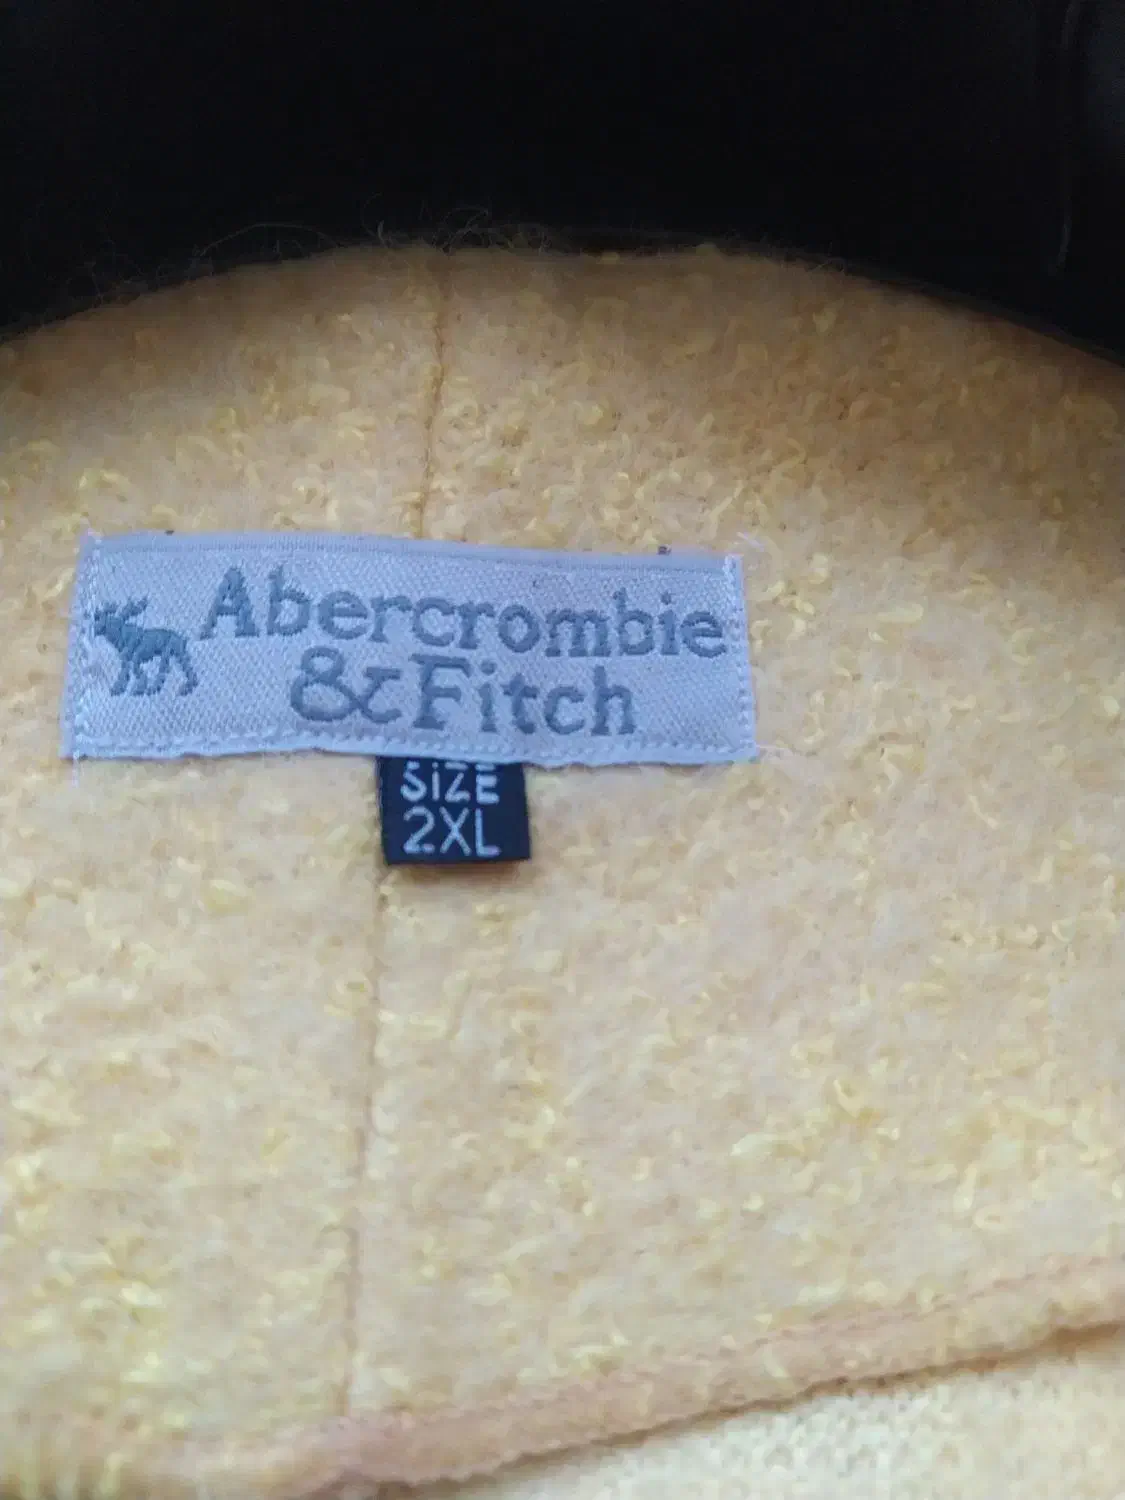 Abercrombie
& Fitch
SIZE
2XL